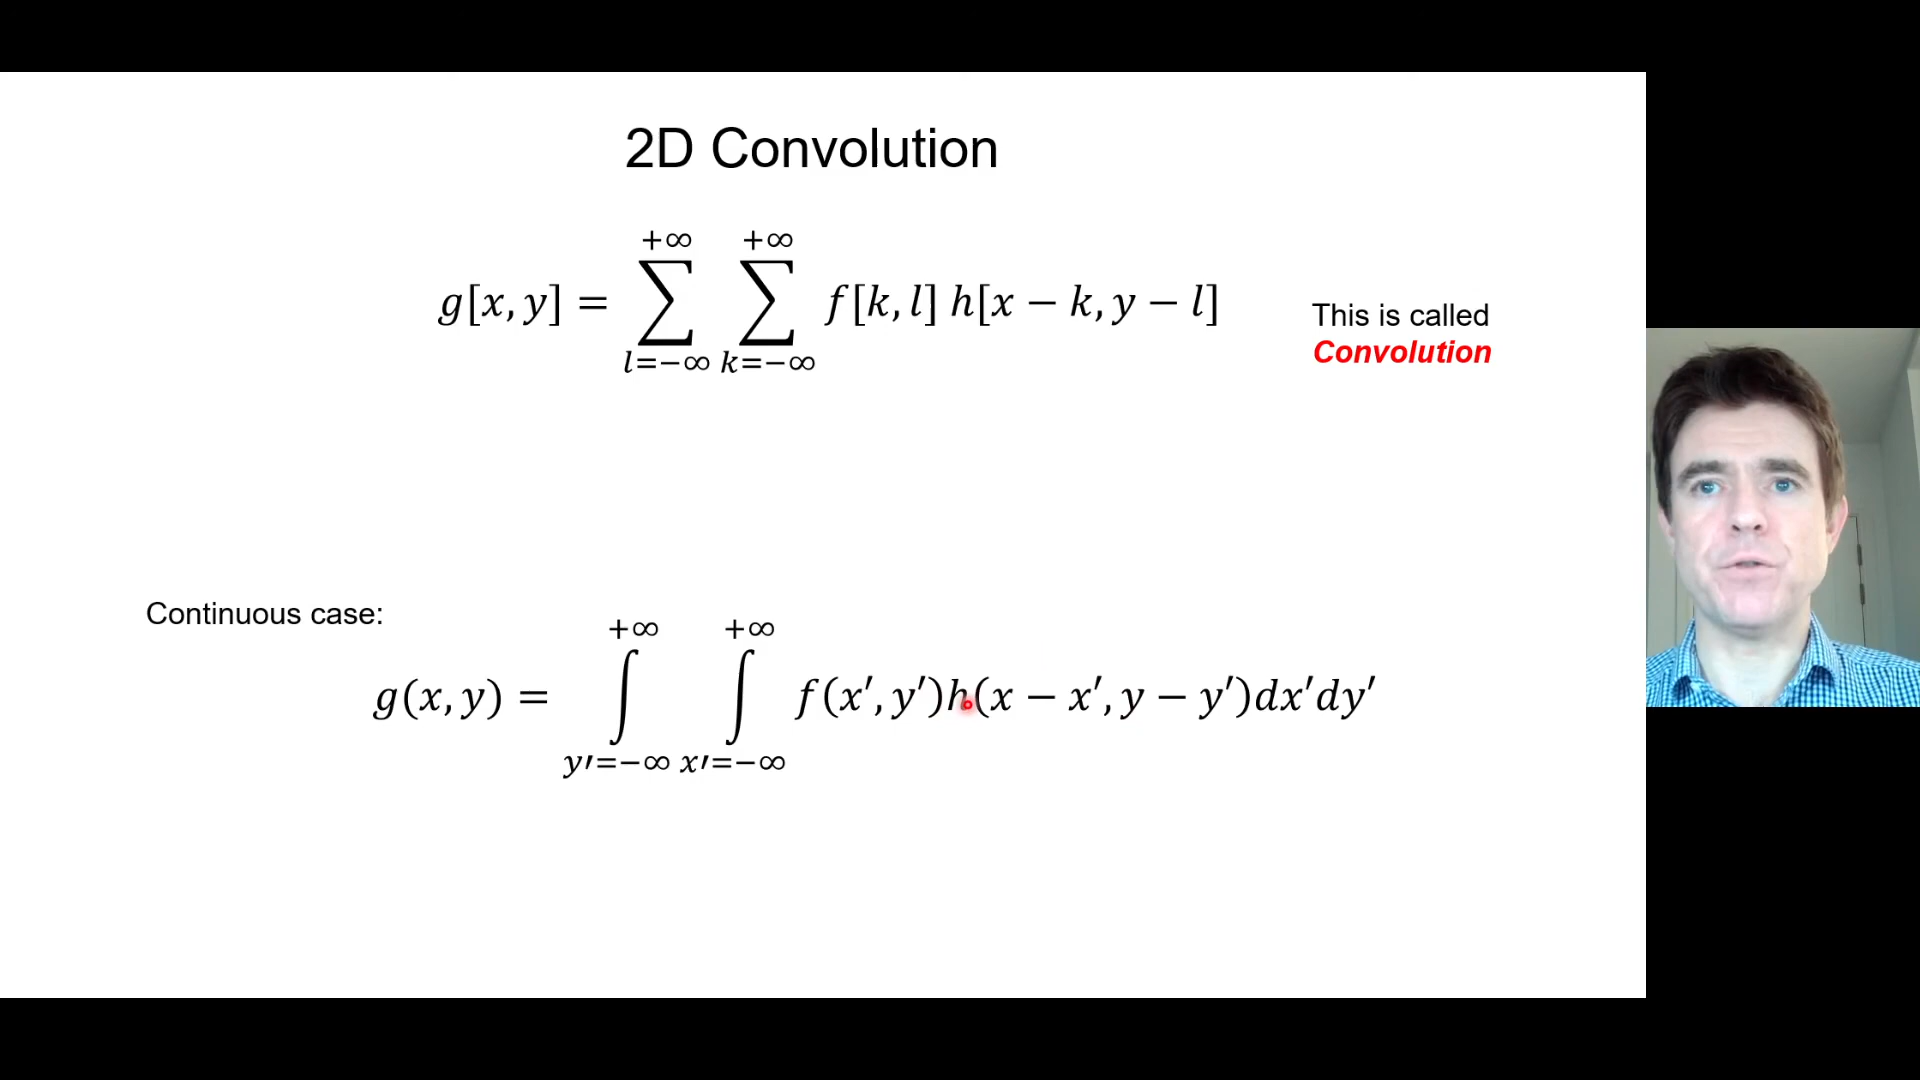 2D Convolution
g[x, y] = ∑_{l=−∞}^{+∞} ∑_{k=−∞}^{+∞} f[k, l] h[x − k, y − l]
This is called
Convolution
Continuous case:
g(x, y) = ∫_{y′=−∞}^{+∞} ∫_{x′=−∞}^{+∞} f(x′, y′)h(x − x′, y − y′)dx′dy′